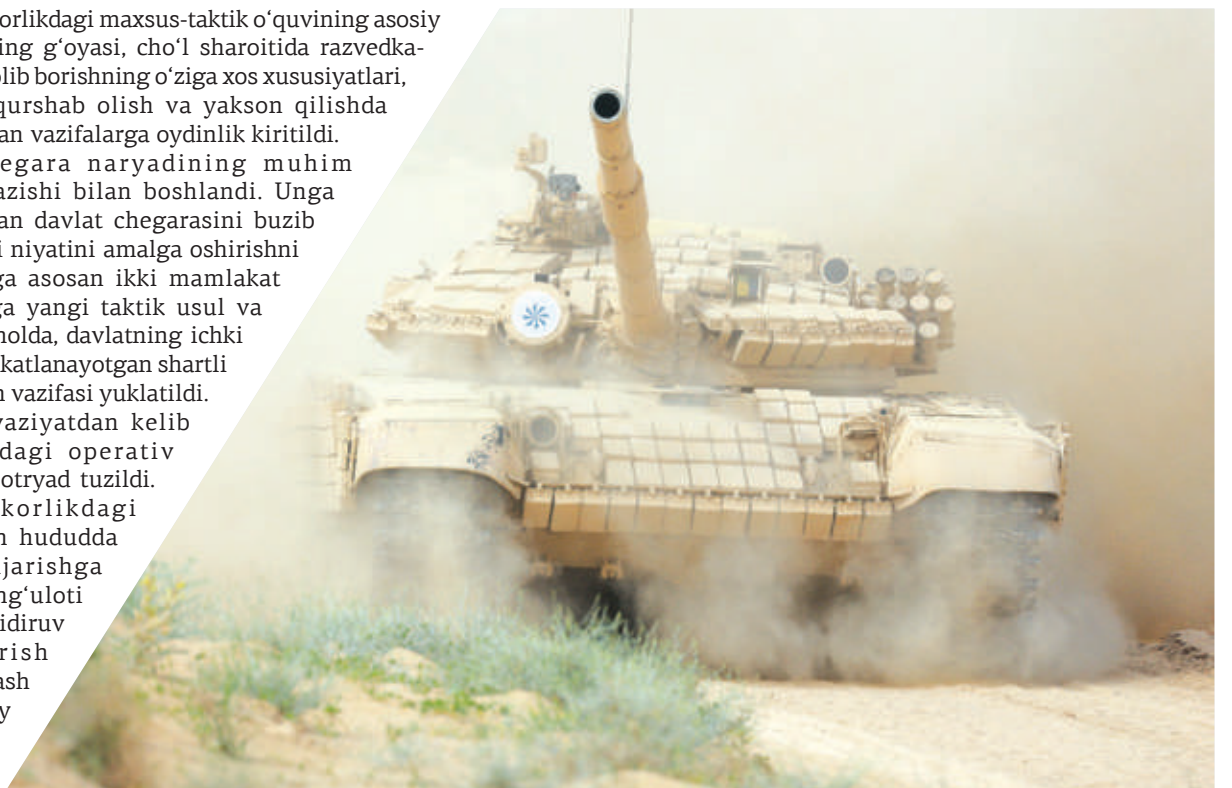 orlikdagi maxsus-taktik o‘quvining asosiy
ing g‘oyasi, cho‘l sharoitida razvedka-
olib borishning o‘ziga xos xususiyatlari,
qurshab olish va yakson qilishda
an vazifalarga oydinlik kiritildi.
egara naryadining muhim
azishi bilan boshlandi. Unga
an davlat chegarasini buzib
i niyatini amalga oshirishni
ga asosan ikki mamlakat
ga yangi taktik usul va
holda, davlatning ichki
katlanayotgan shartli
n vazifasi yuklatildi.
vaziyatdan kelib
dagi operativ
otryad tuzildi.
korlikdagi
n hududda
jarishga
ng‘uloti
idiruv
rish
ash
y